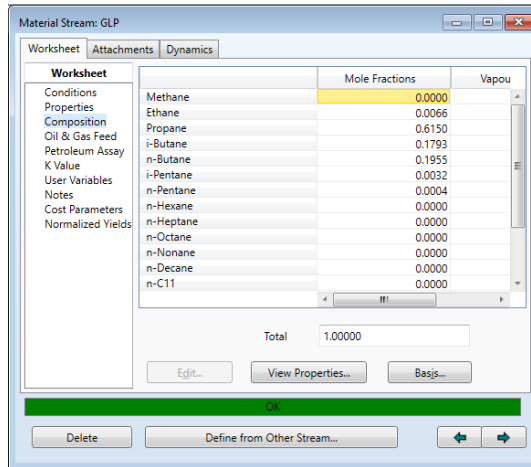 Material Stream: GLP
Worksheet Attachments Dynamics
Worksheet
Conditions
Properties
Composition
Oil & Gas Feed
Petroleum Assay
K Value
User Variables
Notes
Cost Parameters
Normalized Yields
Mole Fractions Vapou
Methane 0.0000
Ethane 0.0066
Propane 0.6150
i-Butane 0.1793
n-Butane 0.1955
i-Pentane 0.0032
n-Pentane 0.0004
n-Hexane 0.0000
n-Heptane 0.0000
n-Octane 0.0000
n-Nonane 0.0000
n-Decane 0.0000
n-C11 0.0000
Total 1.00000
Edit... View Properties... Basis...
OK
Delete Define from Other Stream...